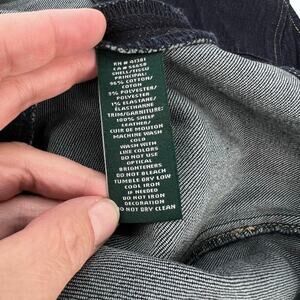 RN # 41381
CA # 56658
SHELL/TISSU
PRINCIPAL:
96% COTTON/
COTON
3% POLYESTER/
POLYESTER
1% ELASTANE/
ÉLASTHANNE
TRIM/GARNITURE:
100% SHEEP
LEATHER/
CUIR DE MOUTON
MACHINE WASH
COLD
WASH WITH
LIKE COLORS
DO NOT USE
OPTICAL
BRIGHTENERS
DO NOT BLEACH
TUMBLE DRY LOW
COOL IRON
IF NEEDED
DO NOT IRON
DECORATION
DO NOT DRY CLEAN